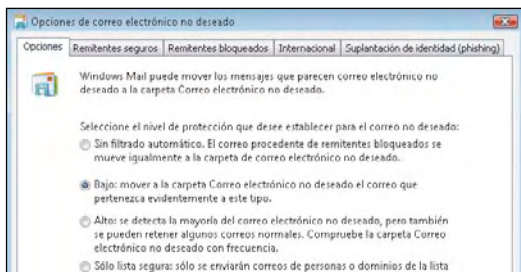 Opciones de correo electrónico no deseado
Opciones
Remitentes seguros
Remitentes bloqueados
Internacional
Suplantación de identidad (phishing)
Windows Mail puede mover los mensajes que parecen correo electrónico no
deseado a la carpeta Correo electrónico no deseado.
Seleccione el nivel de protección que desee establecer para el correo no deseado:
Sin filtrado automático. El correo procedente de remitentes bloqueados se
mueve igualmente a la carpeta de correo electrónico no deseado.
Bajo: mover a la carpeta Correo electrónico no deseado el correo que
pertenezca evidentemente a este tipo.
Alto: se detecta la mayoría del correo electrónico no deseado, pero también
se pueden retener algunos correos normales. Compruebe la carpeta Correo
electrónico no deseado con frecuencia.
Sólo lista segura: sólo se enviarán correos de personas o dominios de la lista